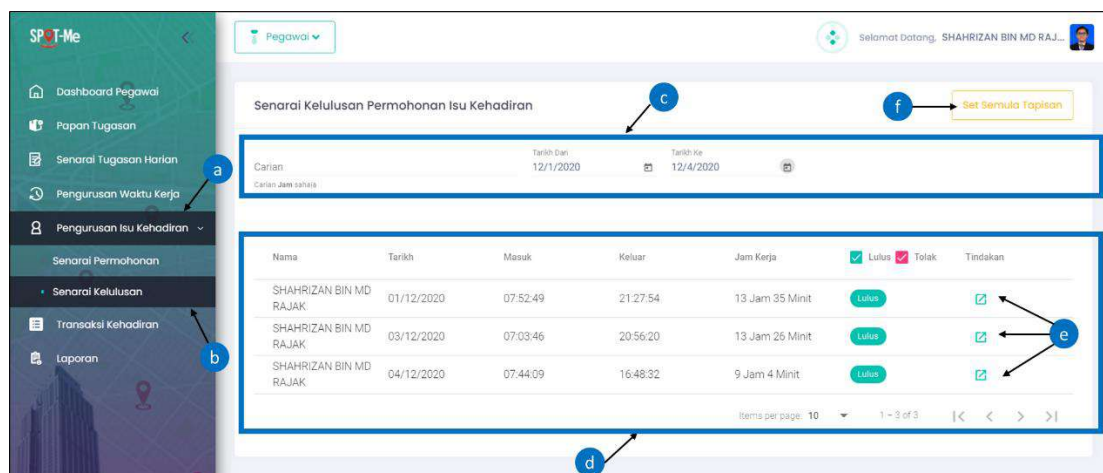 SPOT-Me
Pegawai
Selamat Datang, SHAHRIZAN BIN MD RAJ...
Dashboard Pegawai
Papan Tugasan
Senarai Tugasan Harian
Pengurusan Waktu Kerja
Pengurusan Isu Kehadiran
Senarai Permohonan
Senarai Kelulusan
Transaksi Kehadiran
Laporan
a
b
Senarai Kelulusan Permohonan Isu Kehadiran
c
f
Set Semula Tapisan
Carian
Carian Jam sahaja
Tarikh Dari
12/1/2020
Tarikh Ke
12/4/2020
Nama Tarikh Masuk Keluar Jam Kerja Lulus Tolak Tindakan
SHAHRIZAN BIN MD
RAJAK
01/12/2020 07:52:49 21:27:54 13 Jam 35 Minit Lulus
SHAHRIZAN BIN MD
RAJAK
03/12/2020 07:03:46 20:56:20 13 Jam 26 Minit Lulus
SHAHRIZAN BIN MD
RAJAK
04/12/2020 07:44:09 16:48:32 9 Jam 4 Minit Lulus
e
Items per page: 10 1 – 3 of 3
d